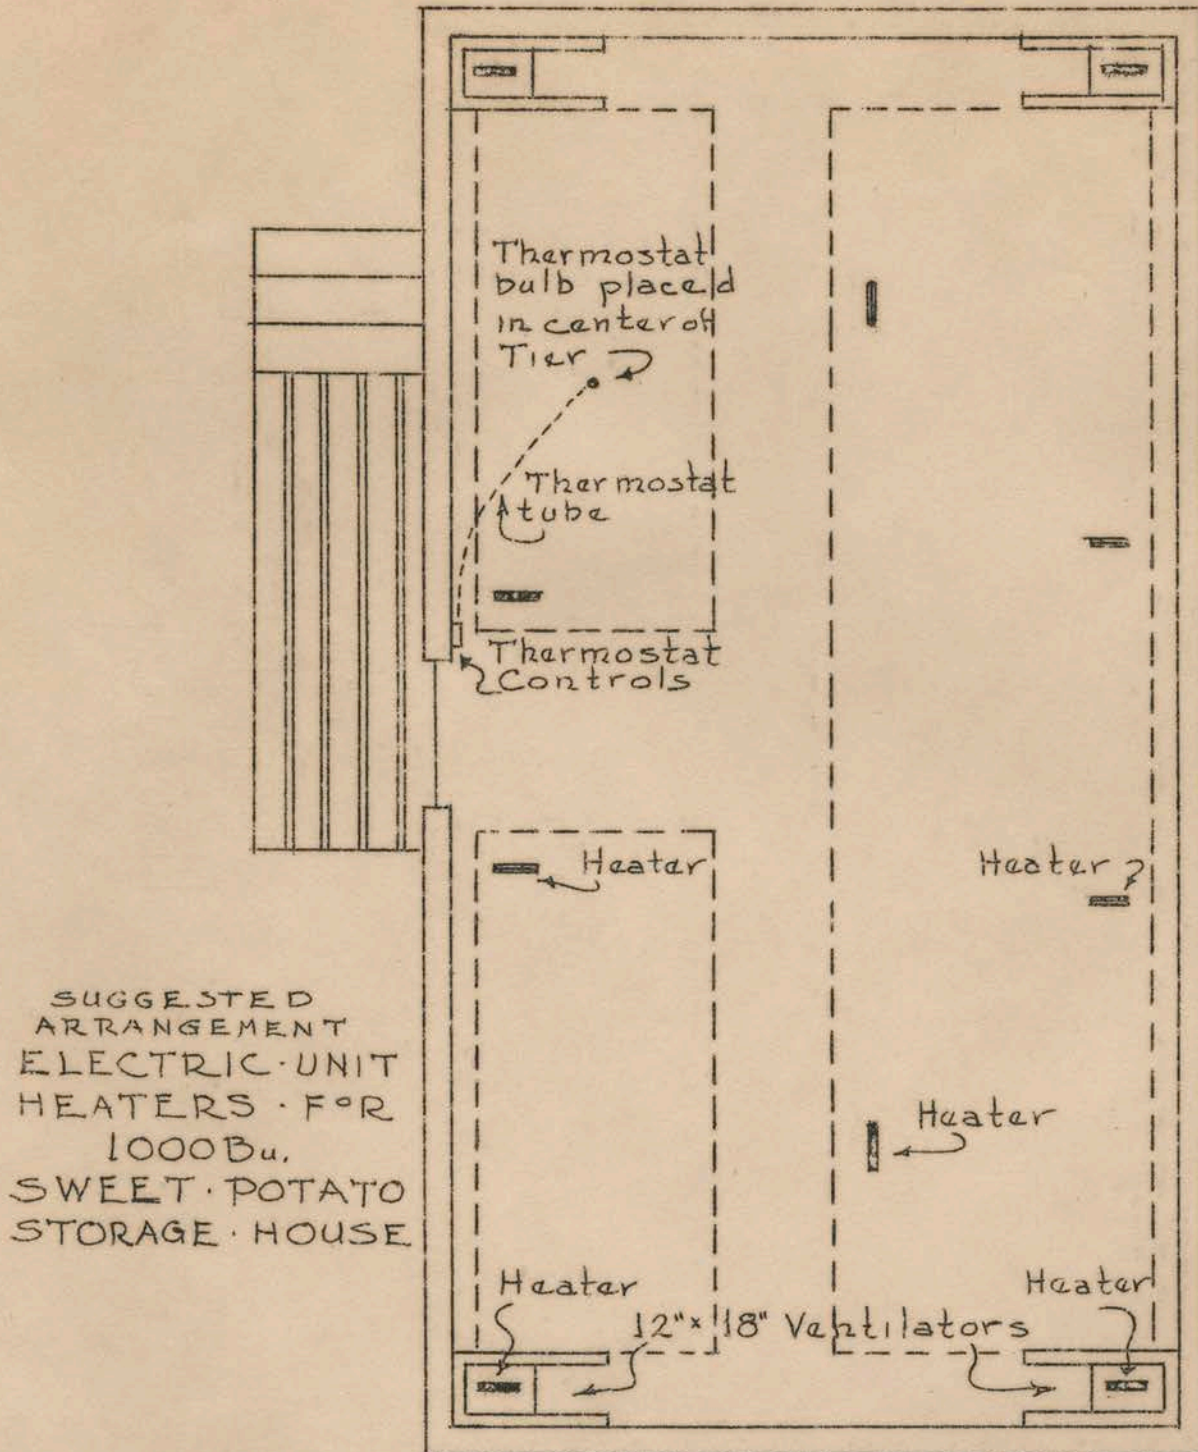 Thermostat
bulb placed
in center of
Tier
Thermostat
tube
Thermostat
Controls
Heater
Heater
SUGGESTED
ARRANGEMENT
ELECTRIC·UNIT
HEATERS · FOR
1000 Bu.
SWEET · POTATO
STORAGE · HOUSE
Heater
Heater
Heater
12" × 18" Ventilators